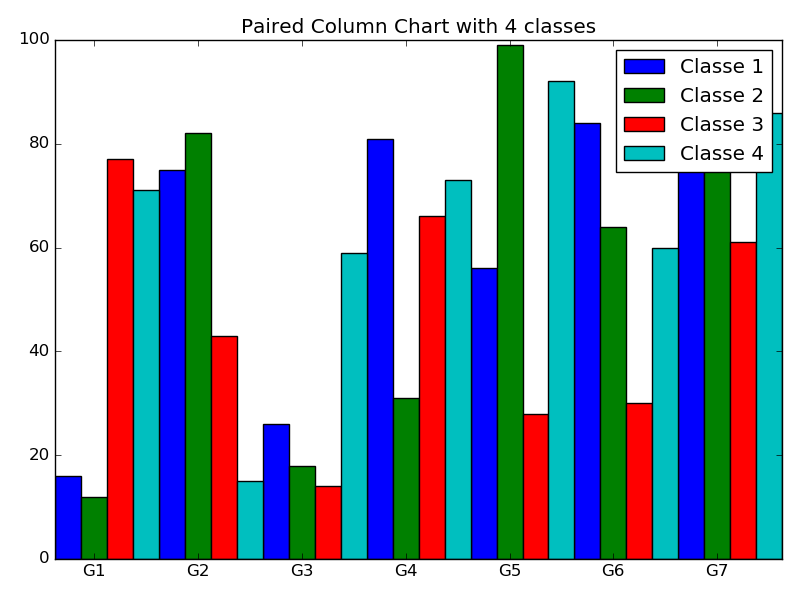 Paired Column Chart with 4 classes
100
80
60
40
20
0
Classe 1
Classe 2
Classe 3
Classe 4
G1 G2 G3 G4 G5 G6 G7